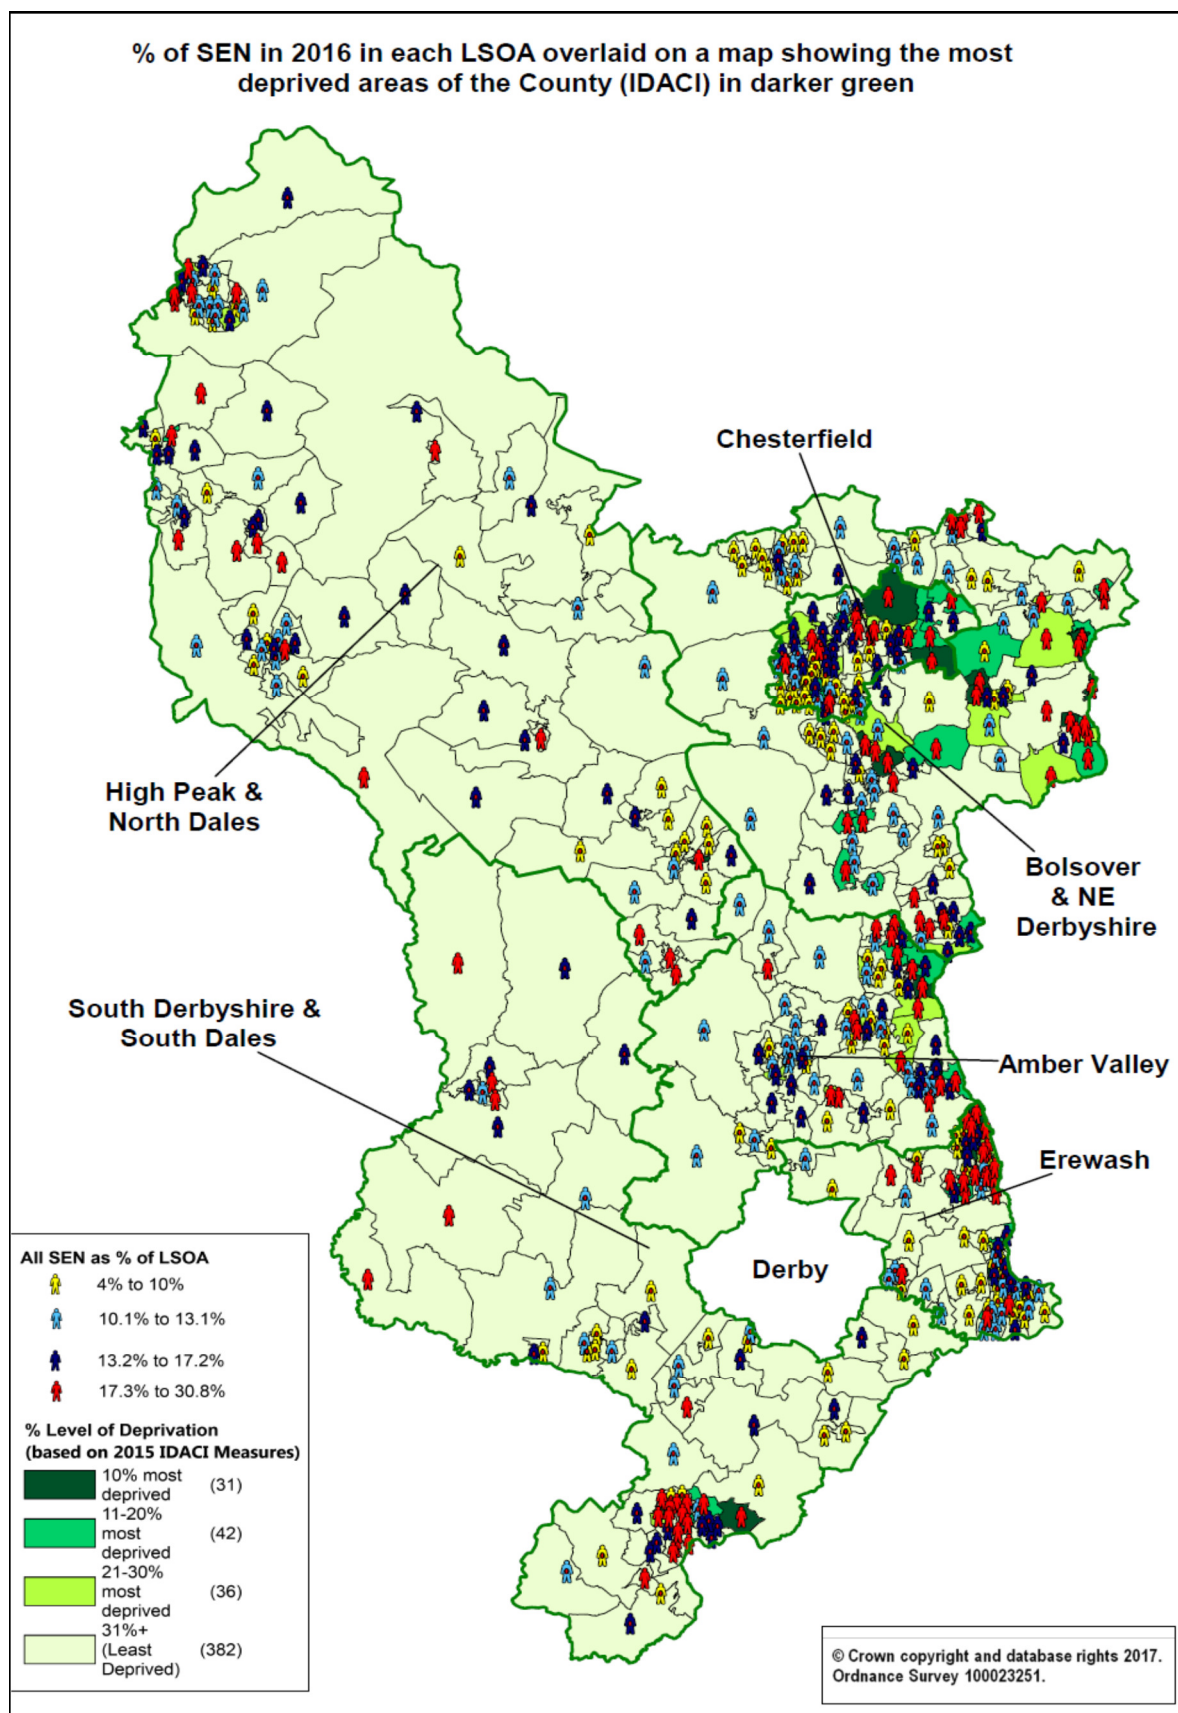 % of SEN in 2016 in each LSOA overlaid on a map showing the most
deprived areas of the County (IDACI) in darker green
Chesterfield
High Peak &
North Dales
Bolsover
& NE
Derbyshire
South Derbyshire &
South Dales
Amber Valley
Erewash
Derby
All SEN as % of LSOA
4% to 10%
10.1% to 13.1%
13.2% to 17.2%
17.3% to 30.8%
% Level of Deprivation
(based on 2015 IDACI Measures)
10% most
deprived (31)
11-20%
most (42)
deprived
21-30%
most (36)
deprived
31%+
(Least (382)
Deprived)
© Crown copyright and database rights 2017.
Ordnance Survey 100023251.